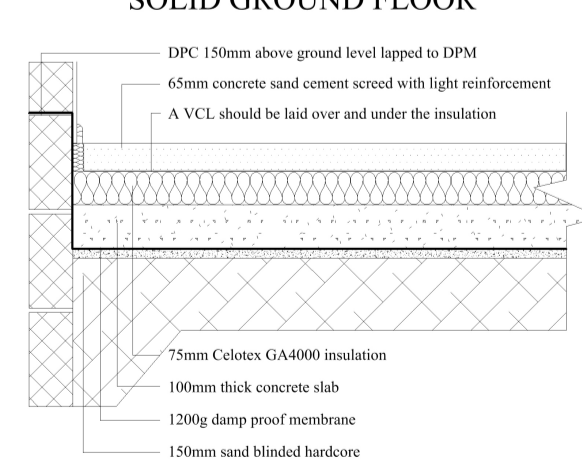 SOLID GROUND FLOOR
DPC 150mm above ground level lapped to DPM
65mm concrete sand cement screed with light reinforcement
A VCL should be laid over and under the insulation
75mm Celotex GA4000 insulation
100mm thick concrete slab
1200g damp proof membrane
150mm sand blinded hardcore